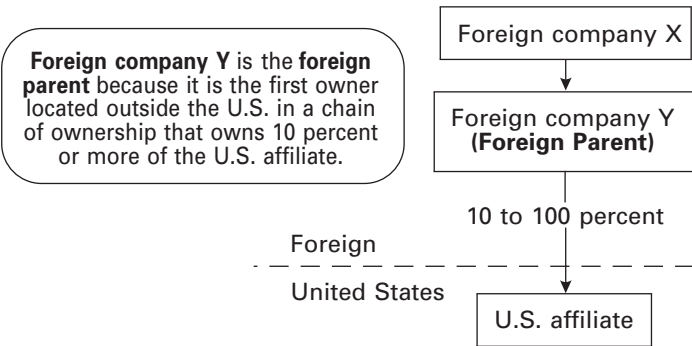 Foreign company Y is the foreign
parent because it is the first owner
located outside the U.S. in a chain
of ownership that owns 10 percent
or more of the U.S. affiliate.
Foreign company X
Foreign company Y
(Foreign Parent)
10 to 100 percent
Foreign
United States
U.S. affiliate